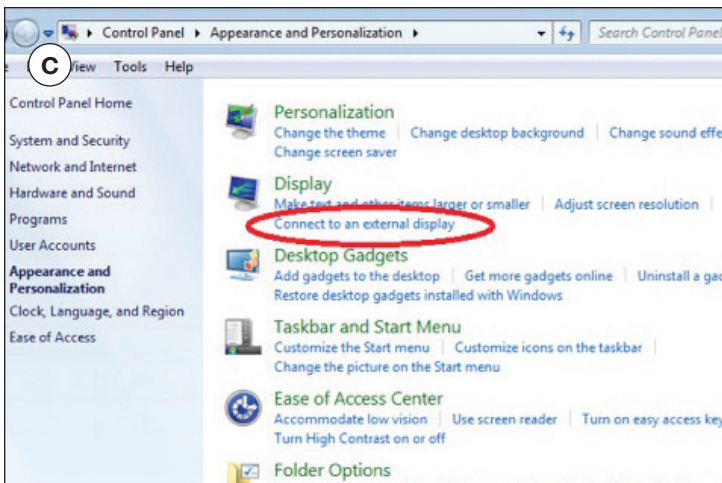 Control Panel ▸ Appearance and Personalization ▸ Search Control Panel
C View Tools Help
Control Panel Home
System and Security
Network and Internet
Hardware and Sound
Programs
User Accounts
Appearance and
Personalization
Clock, Language, and Region
Ease of Access
Personalization
Change the theme | Change desktop background | Change sound effe
Change screen saver
Display
Make text and other items larger or smaller | Adjust screen resolution |
Connect to an external display
Desktop Gadgets
Add gadgets to the desktop | Get more gadgets online | Uninstall a gad
Restore desktop gadgets installed with Windows
Taskbar and Start Menu
Customize the Start menu | Customize icons on the taskbar |
Change the picture on the Start menu
Ease of Access Center
Accommodate low vision | Use screen reader | Turn on easy access key
Turn High Contrast on or off
Folder Options